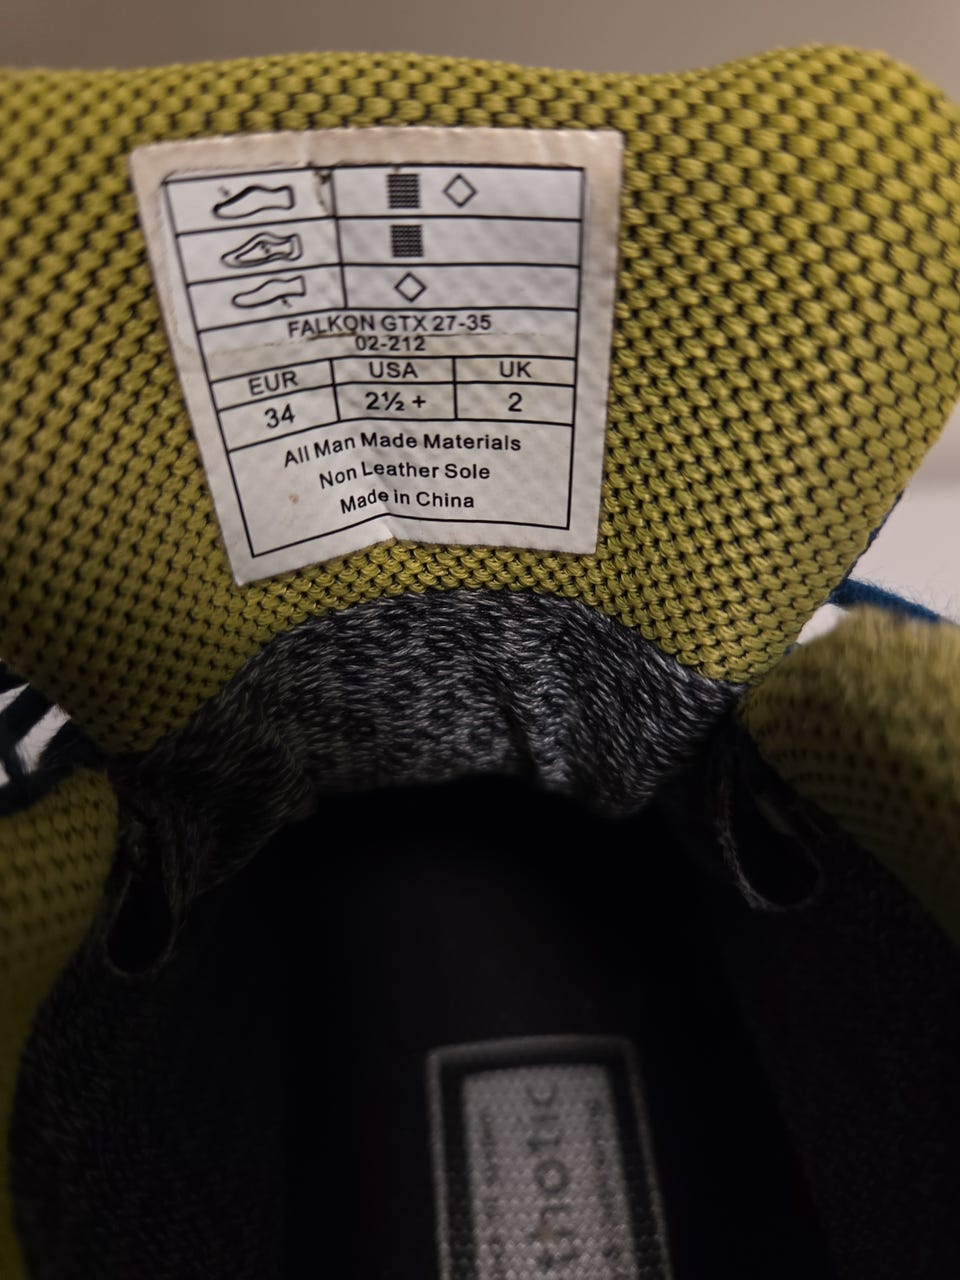 FALKON GTX 27-35
02-212
EUR USA UK
34 2½ + 2
All Man Made Materials
Non Leather Sole
Made in China